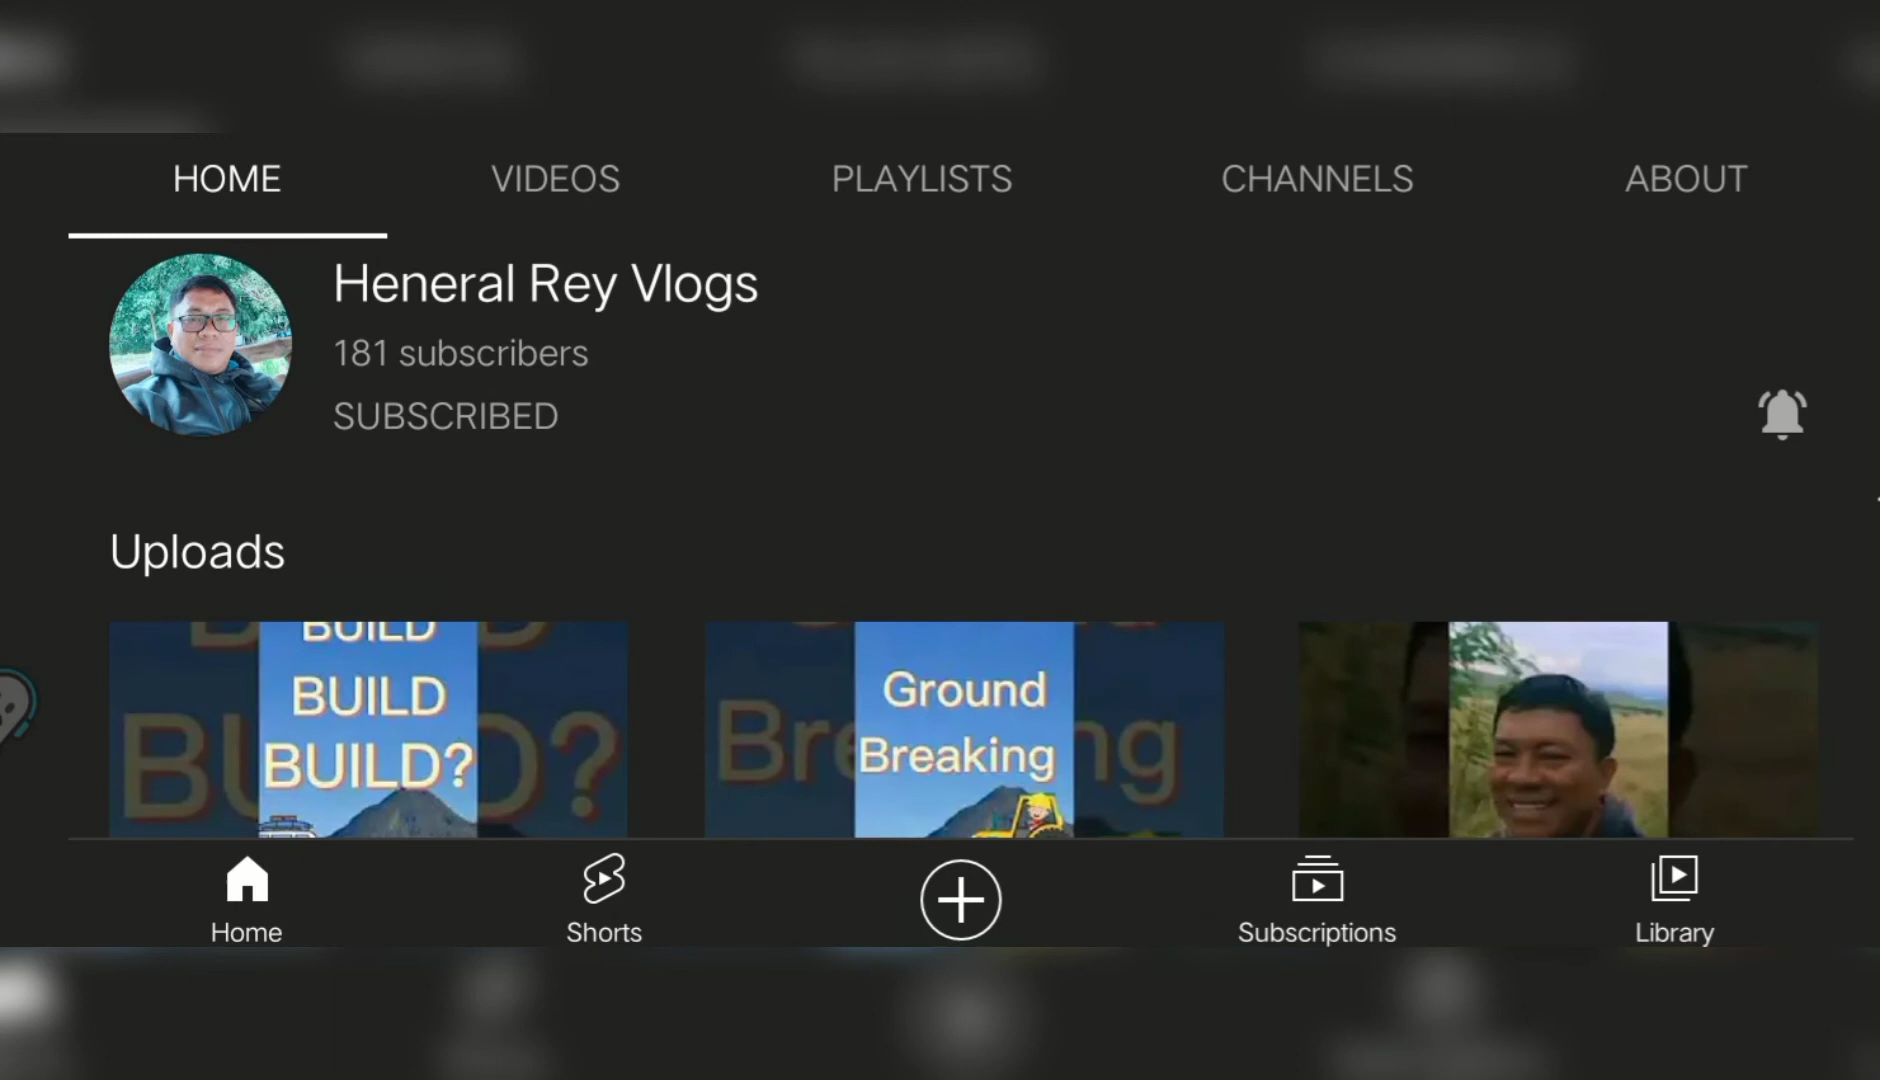 HOME VIDEOS PLAYLISTS CHANNELS ABOUT
Heneral Rey Vlogs
181 subscribers
SUBSCRIBED
Uploads
BUILD
BUILD
BUILD?
Ground
Breaking
Home Shorts Subscriptions Library